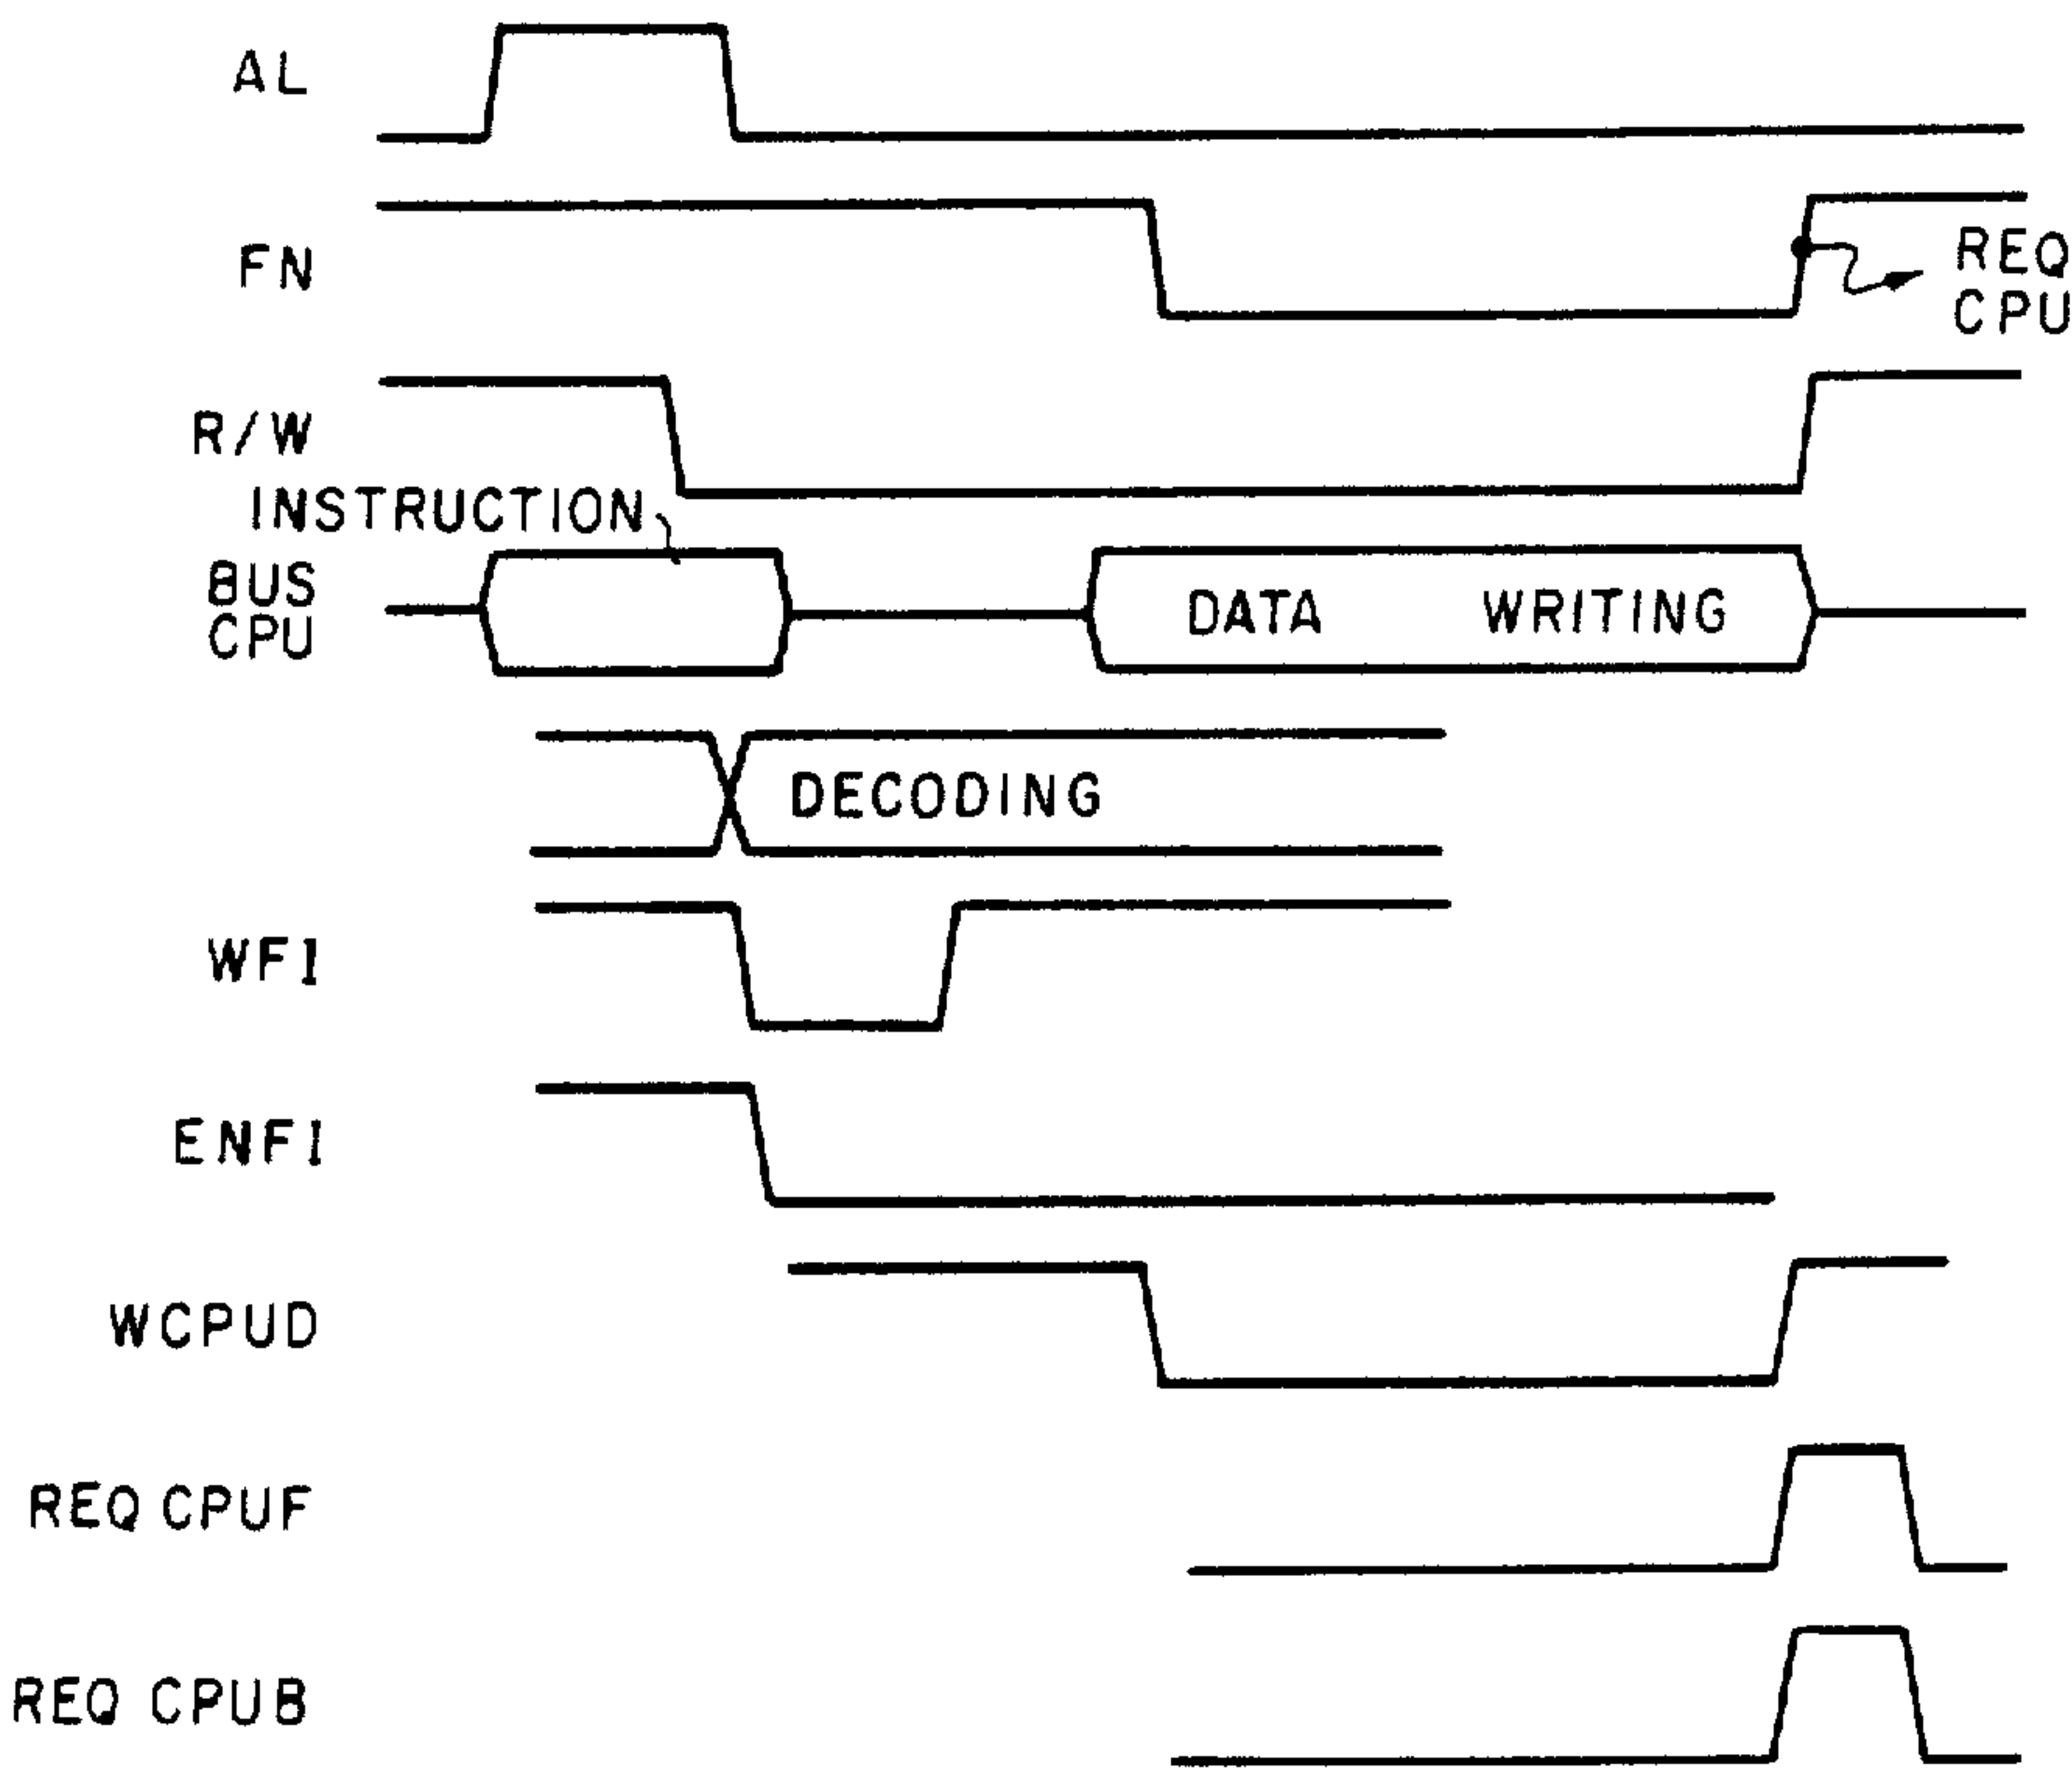 AL
FN
REQ
CPU
R/W
INSTRUCTION
BUS
CPU
DATA WRITING
DECODING
WFI
ENFI
WCPUD
REQ CPUF
REQ CPUB